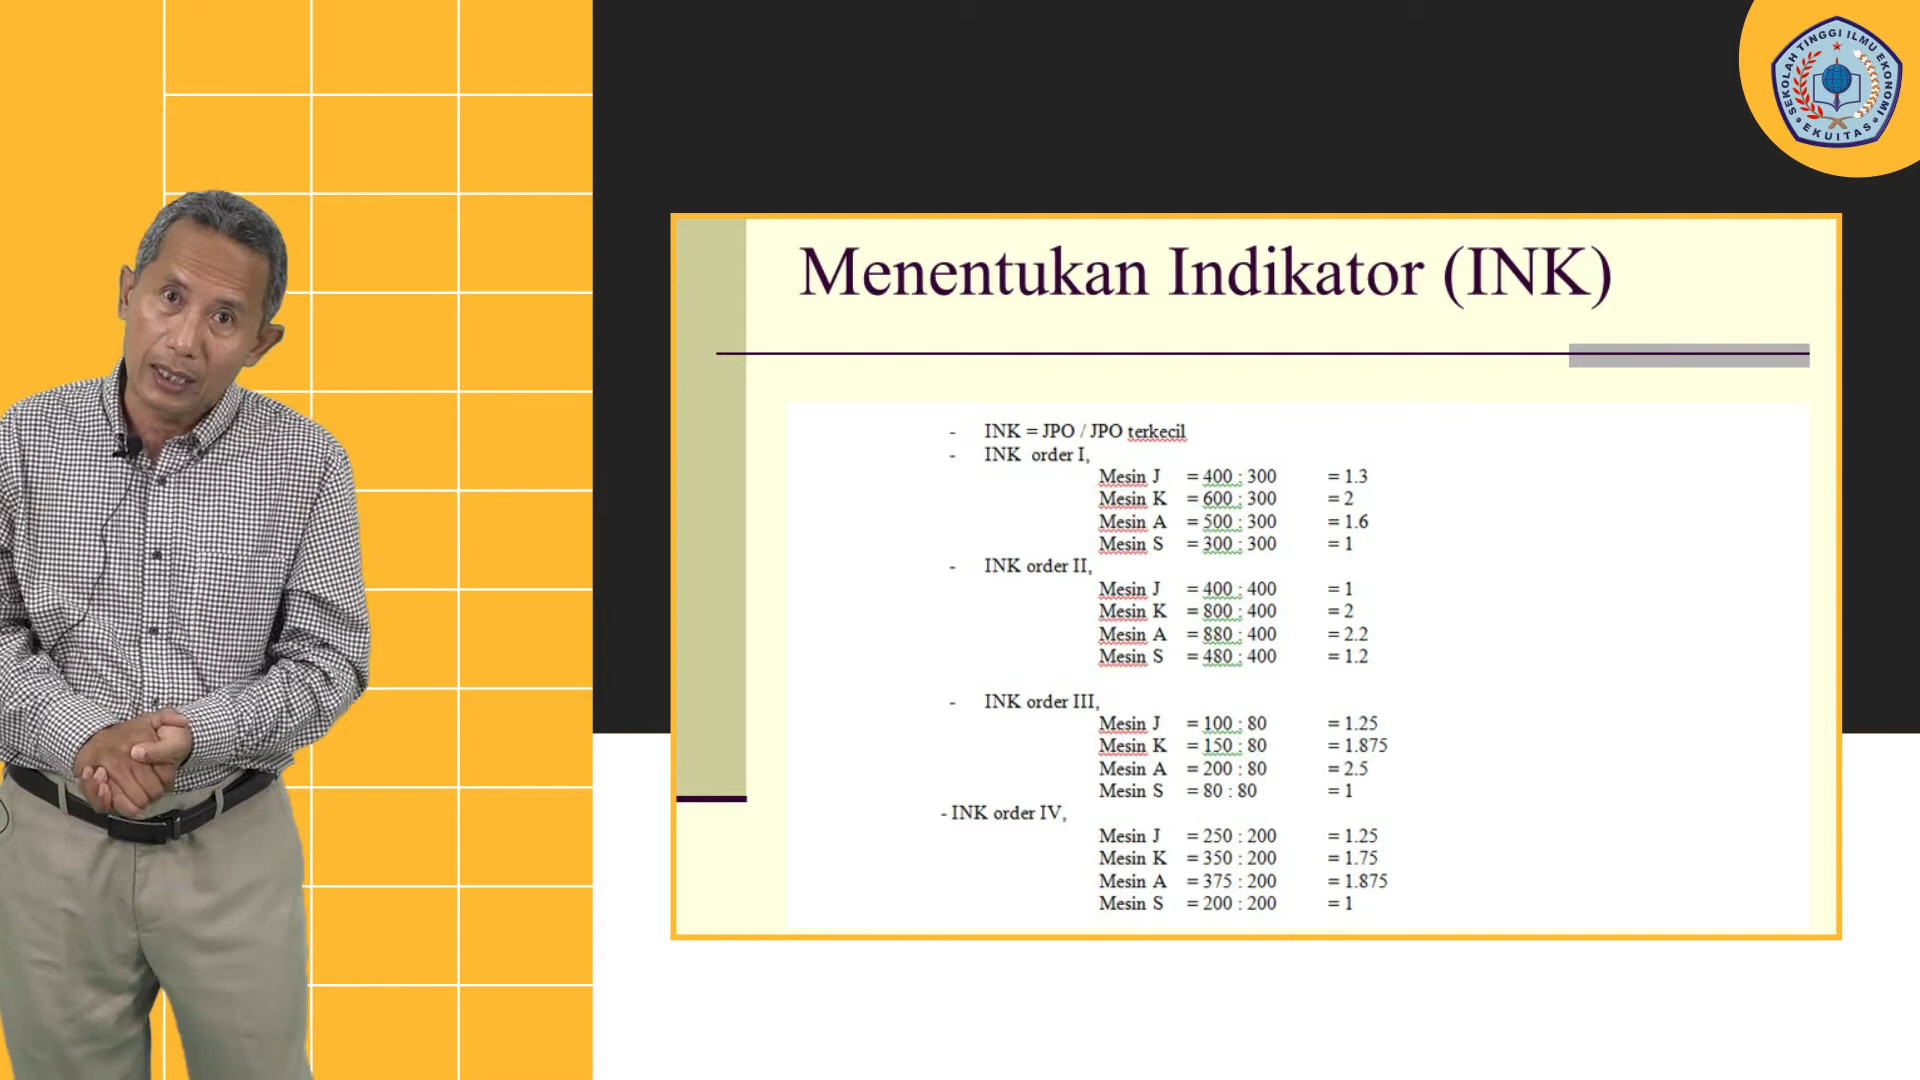 SEKOLAH TINGGI ILMU EKONOMI
EKUITAS
Menentukan Indikator (INK)
- INK = JPO / JPO terkecil
- INK order I,
Mesin J = 400 : 300 = 1.3
Mesin K = 600 : 300 = 2
Mesin A = 500 : 300 = 1.6
Mesin S = 300 : 300 = 1
- INK order II,
Mesin J = 400 : 400 = 1
Mesin K = 800 : 400 = 2
Mesin A = 880 : 400 = 2.2
Mesin S = 480 : 400 = 1.2
- INK order III,
Mesin J = 100 : 80 = 1.25
Mesin K = 150 : 80 = 1.875
Mesin A = 200 : 80 = 2.5
Mesin S = 80 : 80 = 1
- INK order IV,
Mesin J = 250 : 200 = 1.25
Mesin K = 350 : 200 = 1.75
Mesin A = 375 : 200 = 1.875
Mesin S = 200 : 200 = 1